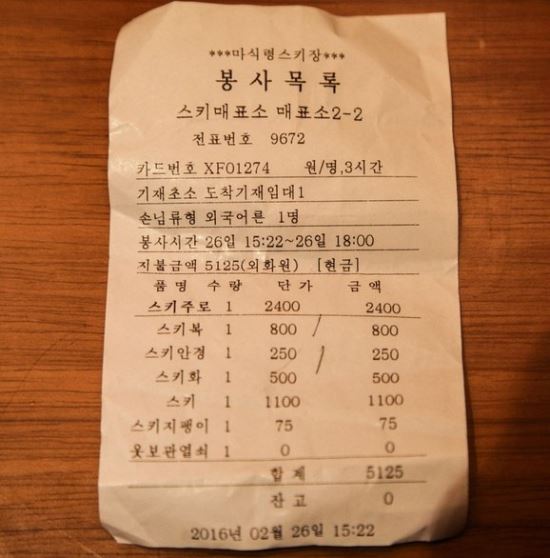 ***마식령스키장***
봉사목록
스키매표소 매표소2-2
전표번호 9672
카드번호 XF01274 원/명,3시간
기재초소 도착기재임대1
손님류형 외국어른 1명
봉사시간 26일 15:22~26일 18:00
지불금액 5125(외화원) [현금]
품명 수량 단가 금액
스키주로 1 2400 2400
스키복 1 800 800
스키안경 1 250 250
스키화 1 500 500
스키 1 1100 1100
스키지팽이 1 75 75
옷보관열쇠 1 0 0
합계 5125
잔고 0
2016년 02월 26일 15:22